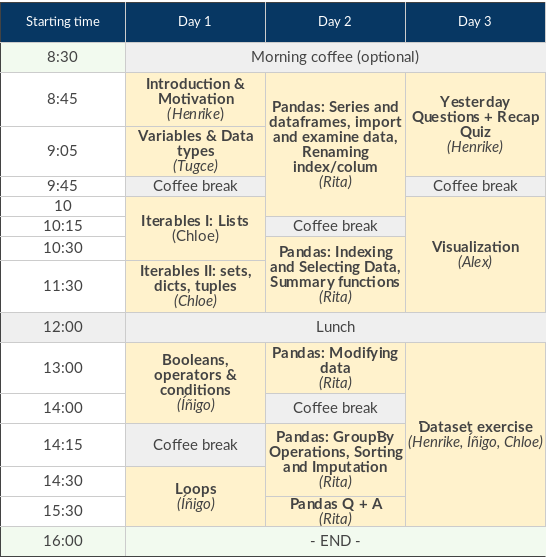 Starting time Day 1 Day 2 Day 3
8:30 Morning coffee (optional)
8:45
Introduction &
Motivation
(Henrike)
Pandas: Series and
dataframes, import
and examine data,
Renaming
index/colum
(Rita)
Yesterday
Questions + Recap
Quiz
(Henrike)
9:05
Variables & Data
types
(Tugce)
9:45 Coffee break Coffee break
10
Iterables I: Lists
(Chloe)
Visualization
(Alex)
10:15 Coffee break
10:30
Pandas: Indexing
and Selecting Data,
Summary functions
(Rita)
11:30
Iterables II: sets,
dicts, tuples
(Chloe)
12:00 Lunch
13:00
Booleans,
operators &
conditions
(Íñigo)
Pandas: Modifying
data
(Rita)
Dataset exercise
(Henrike, Íñigo, Chloe)
14:00 Coffee break
14:15 Coffee break
Pandas: GroupBy
Operations, Sorting
and Imputation
(Rita)
14:30
Loops
(Íñigo)
15:30
Pandas Q + A
(Rita)
16:00 - END -